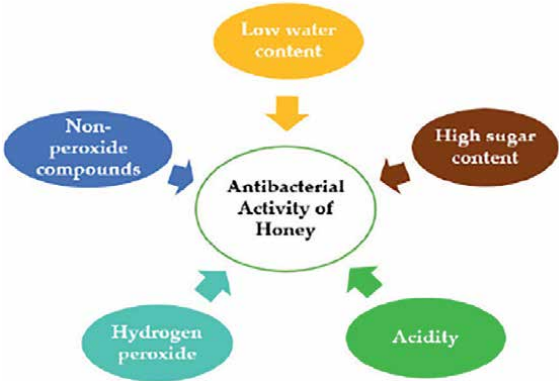 Low water
content
Non-
peroxide
compounds
High sugar
content
Antibacterial
Activity of
Honey
Hydrogen
peroxide
Acidity